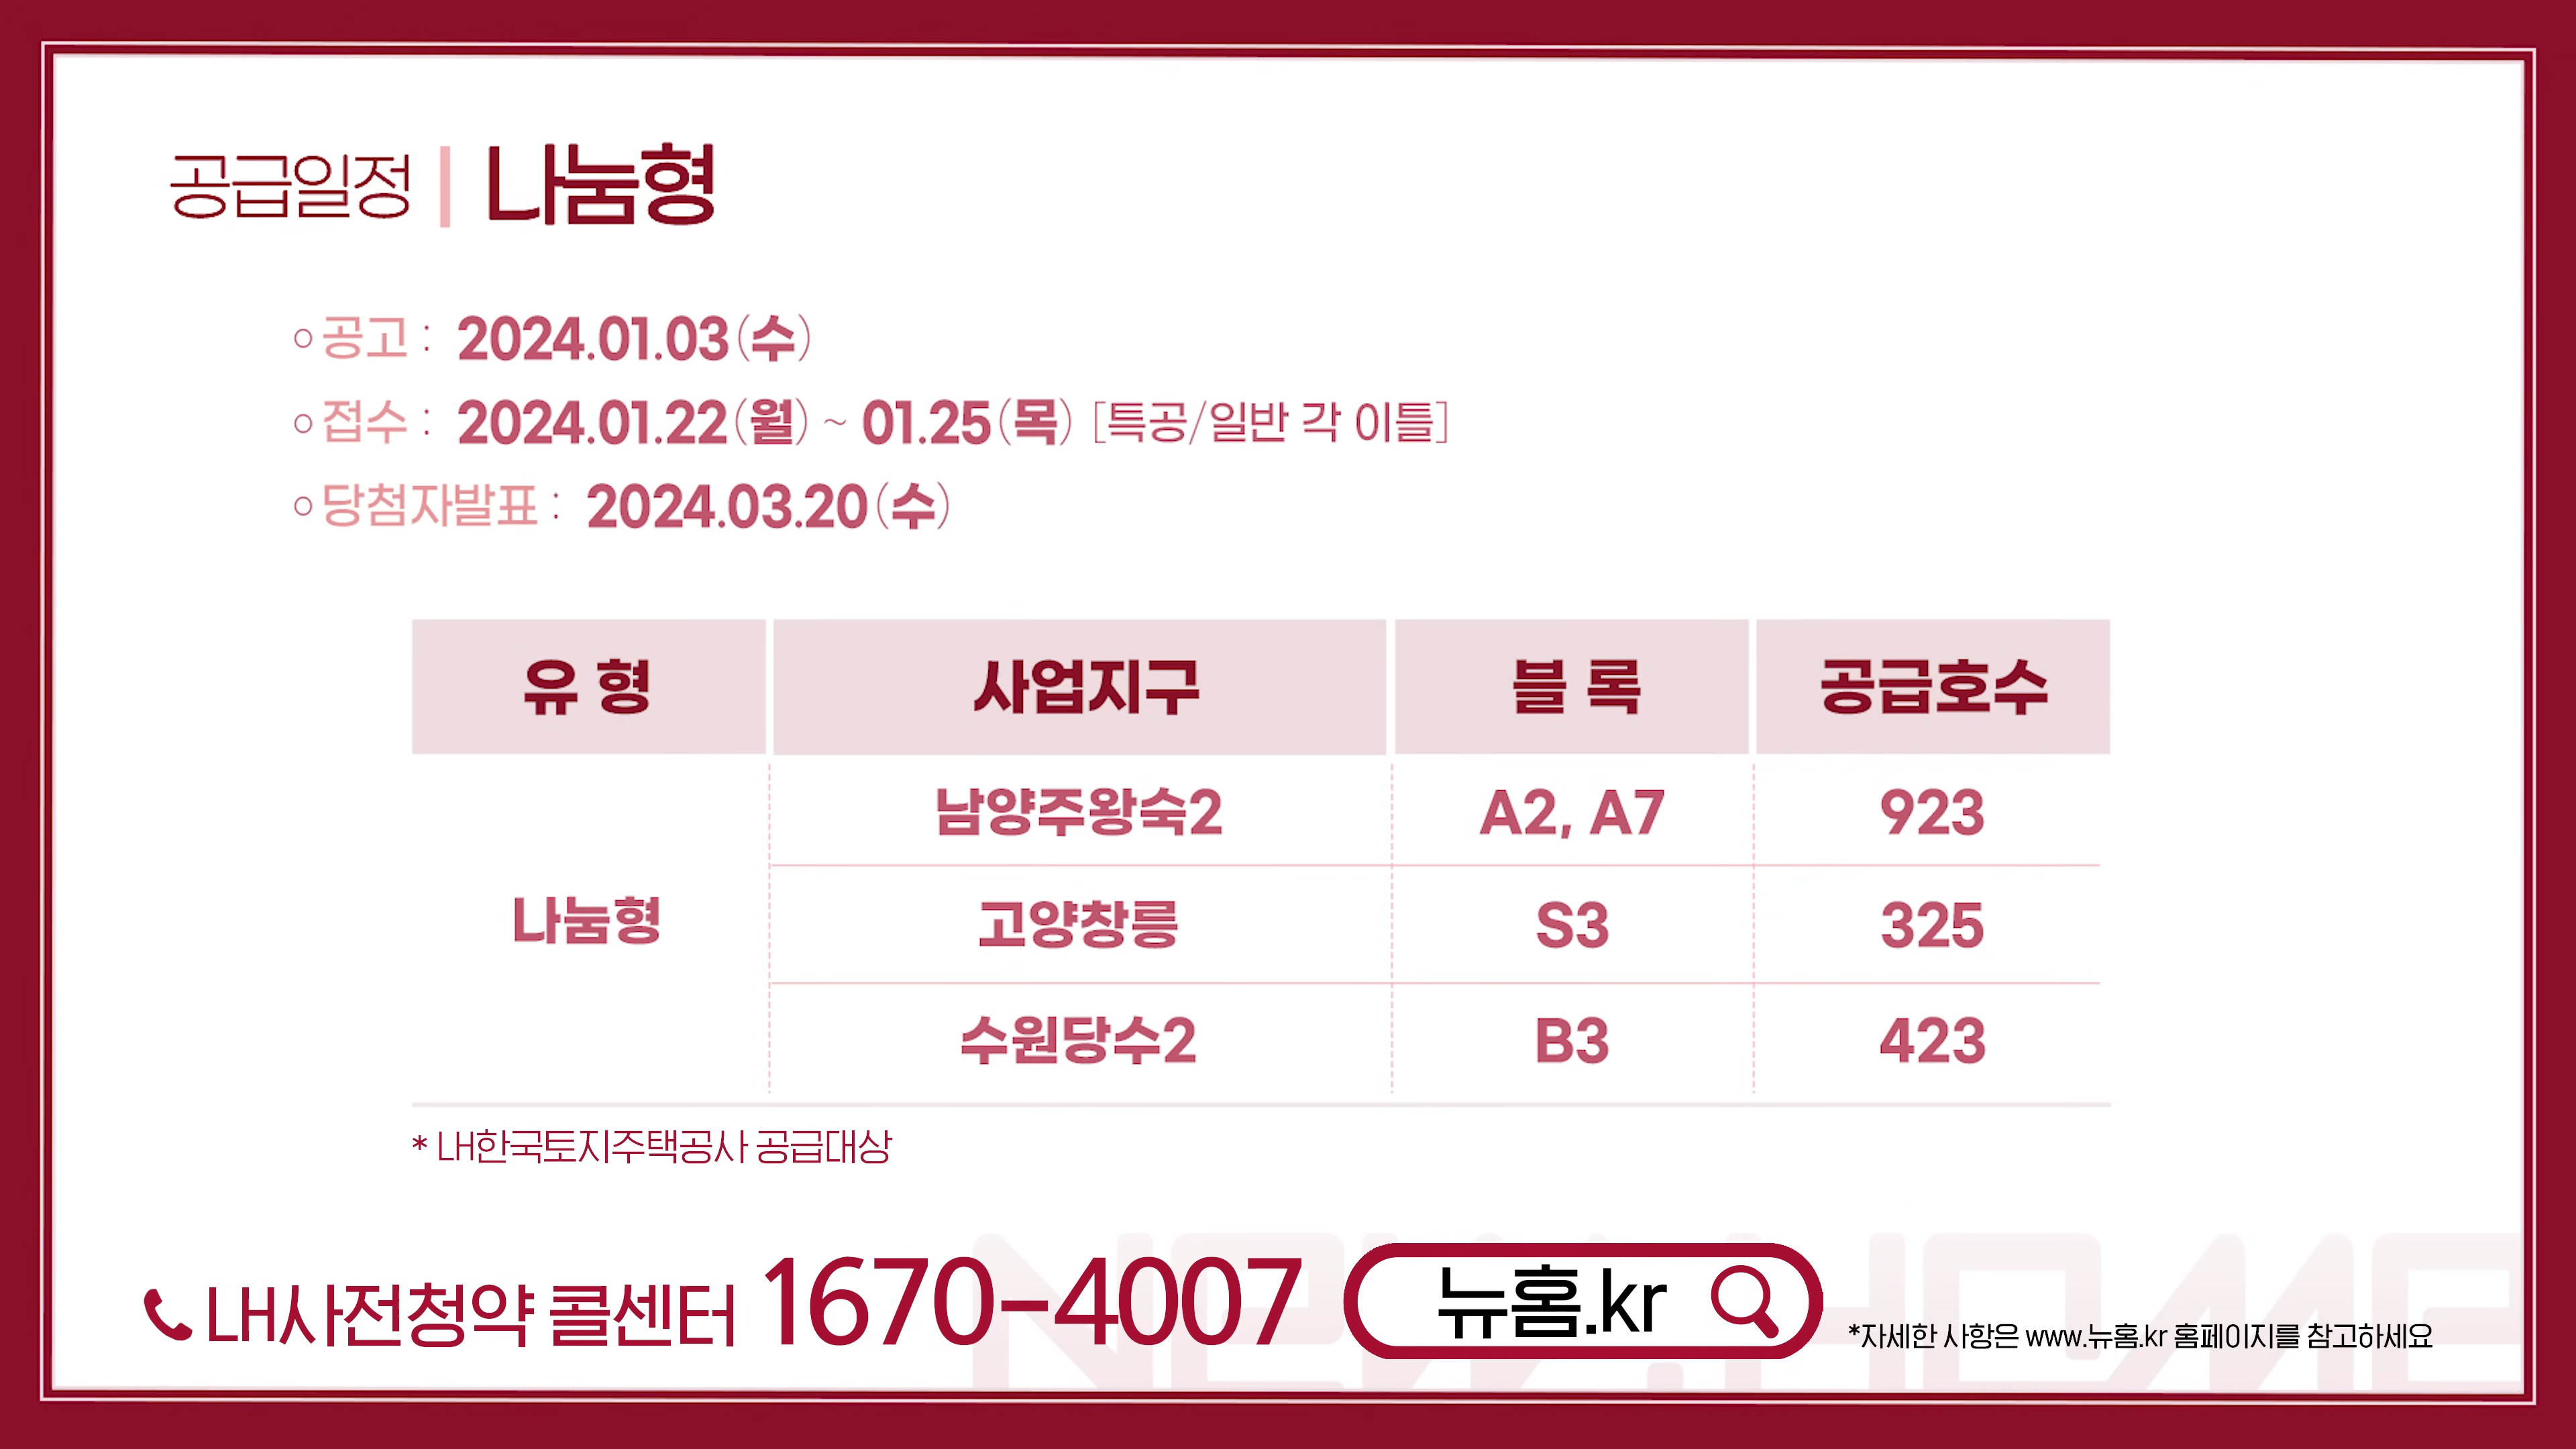 공급일정 | 나눔형
○ 공고 : 2024.01.03(수)
○ 접수 : 2024.01.22(월) ~ 01.25(목) [특공/일반 각 이틀]
○ 당첨자발표 : 2024.03.20(수)
유 형 사업지구 블 록 공급호수
남양주왕숙2 A2, A7 923
나눔형 고양창릉 S3 325
수원당수2 B3 423
* LH한국토지주택공사 공급대상
NEW:HOME
LH사전청약 콜센터 1670-4007 뉴홈.kr *자세한 사항은 www.뉴홈.kr 홈페이지를 참고하세요